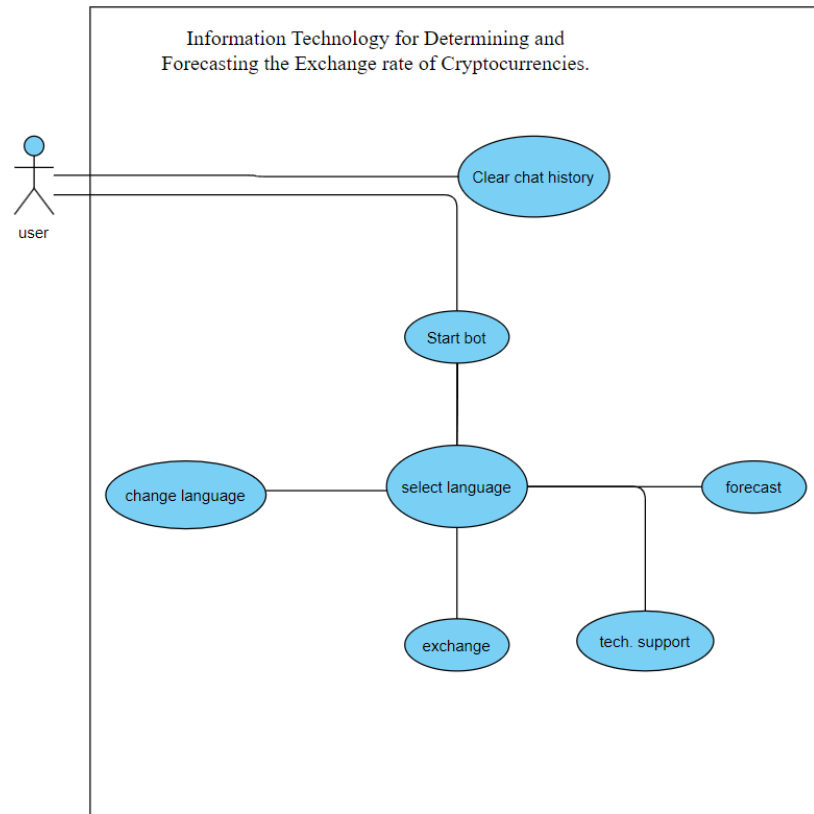 Information Technology for Determining and
Forecasting the Exchange rate of Cryptocurrencies.
Clear chat history
user
Start bot
change language
select language
forecast
exchange
tech. support